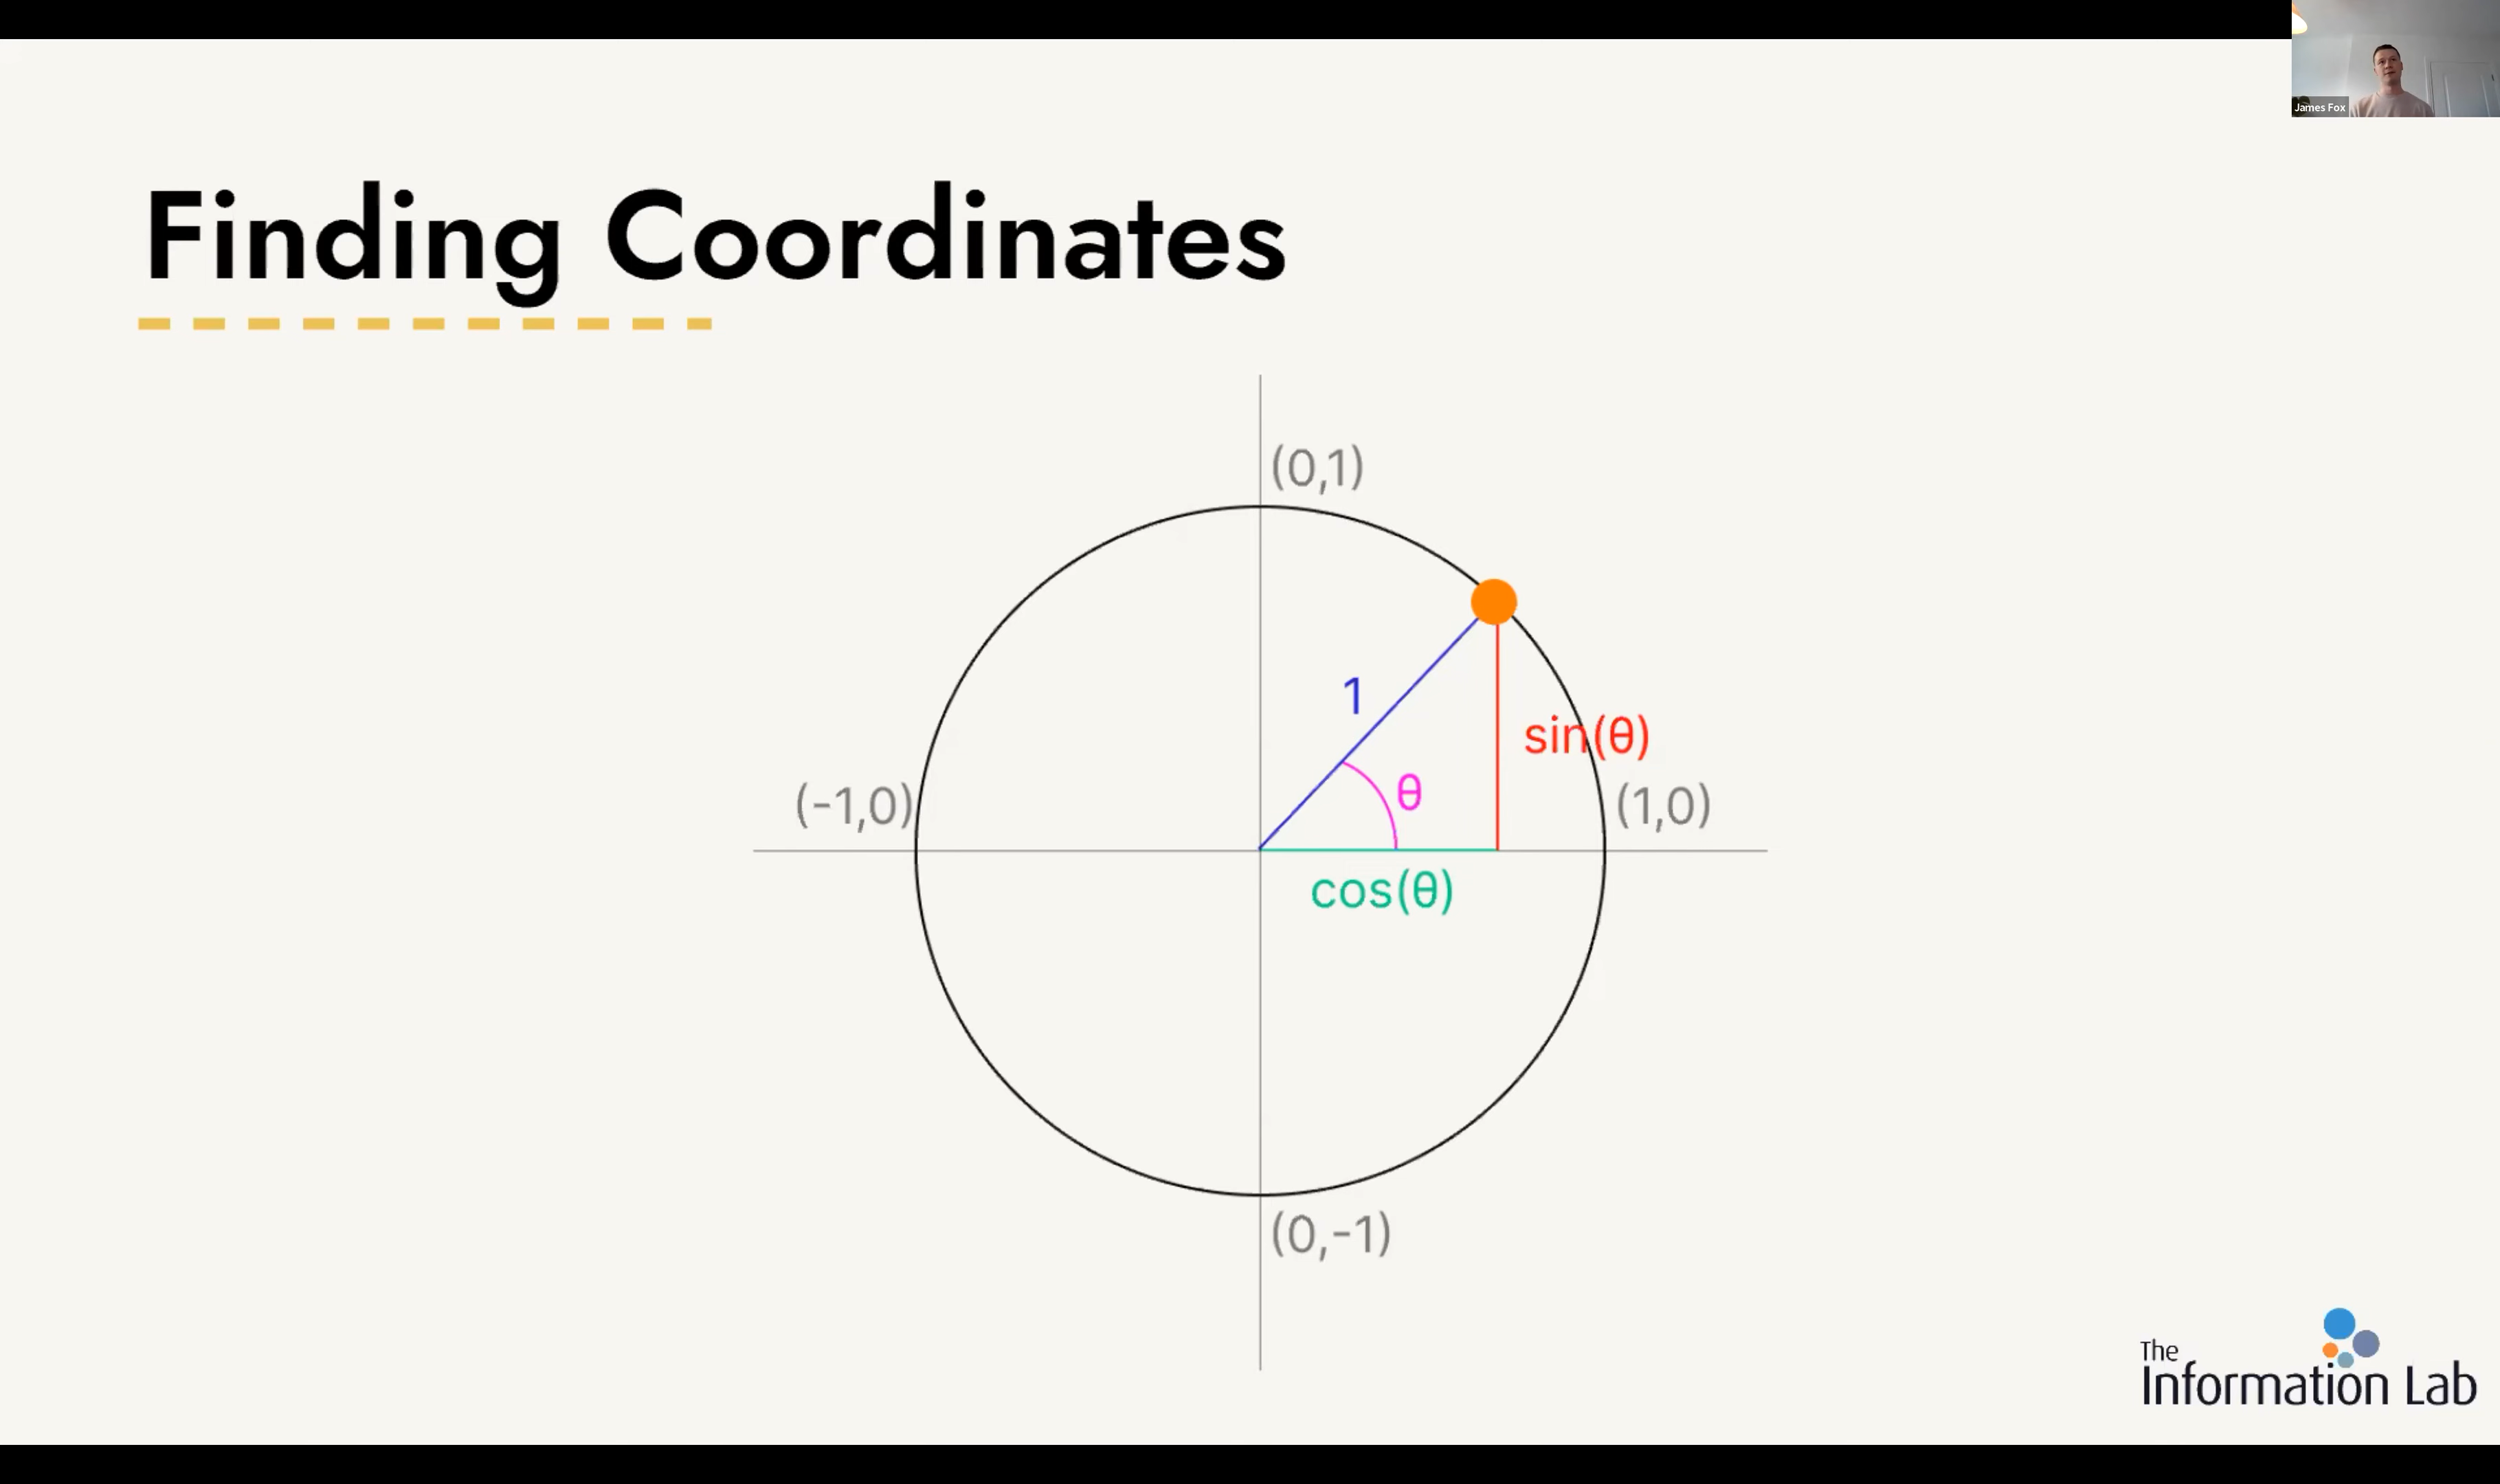 James Fox
Finding Coordinates
(0,1)
1
sin(θ)
θ
(-1,0)
(1,0)
cos(θ)
(0,-1)
The
Information Lab